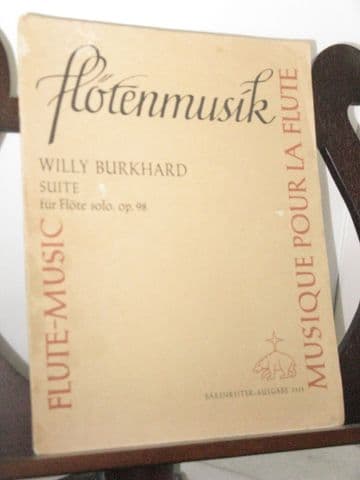 flötenmusik
WILLY BURKHARD
SUITE
für Flöte solo, op. 98
FLUTE-MUSIC
MUSIQUE POUR LA FLUTE
BÄRENREITER-AUSGABE